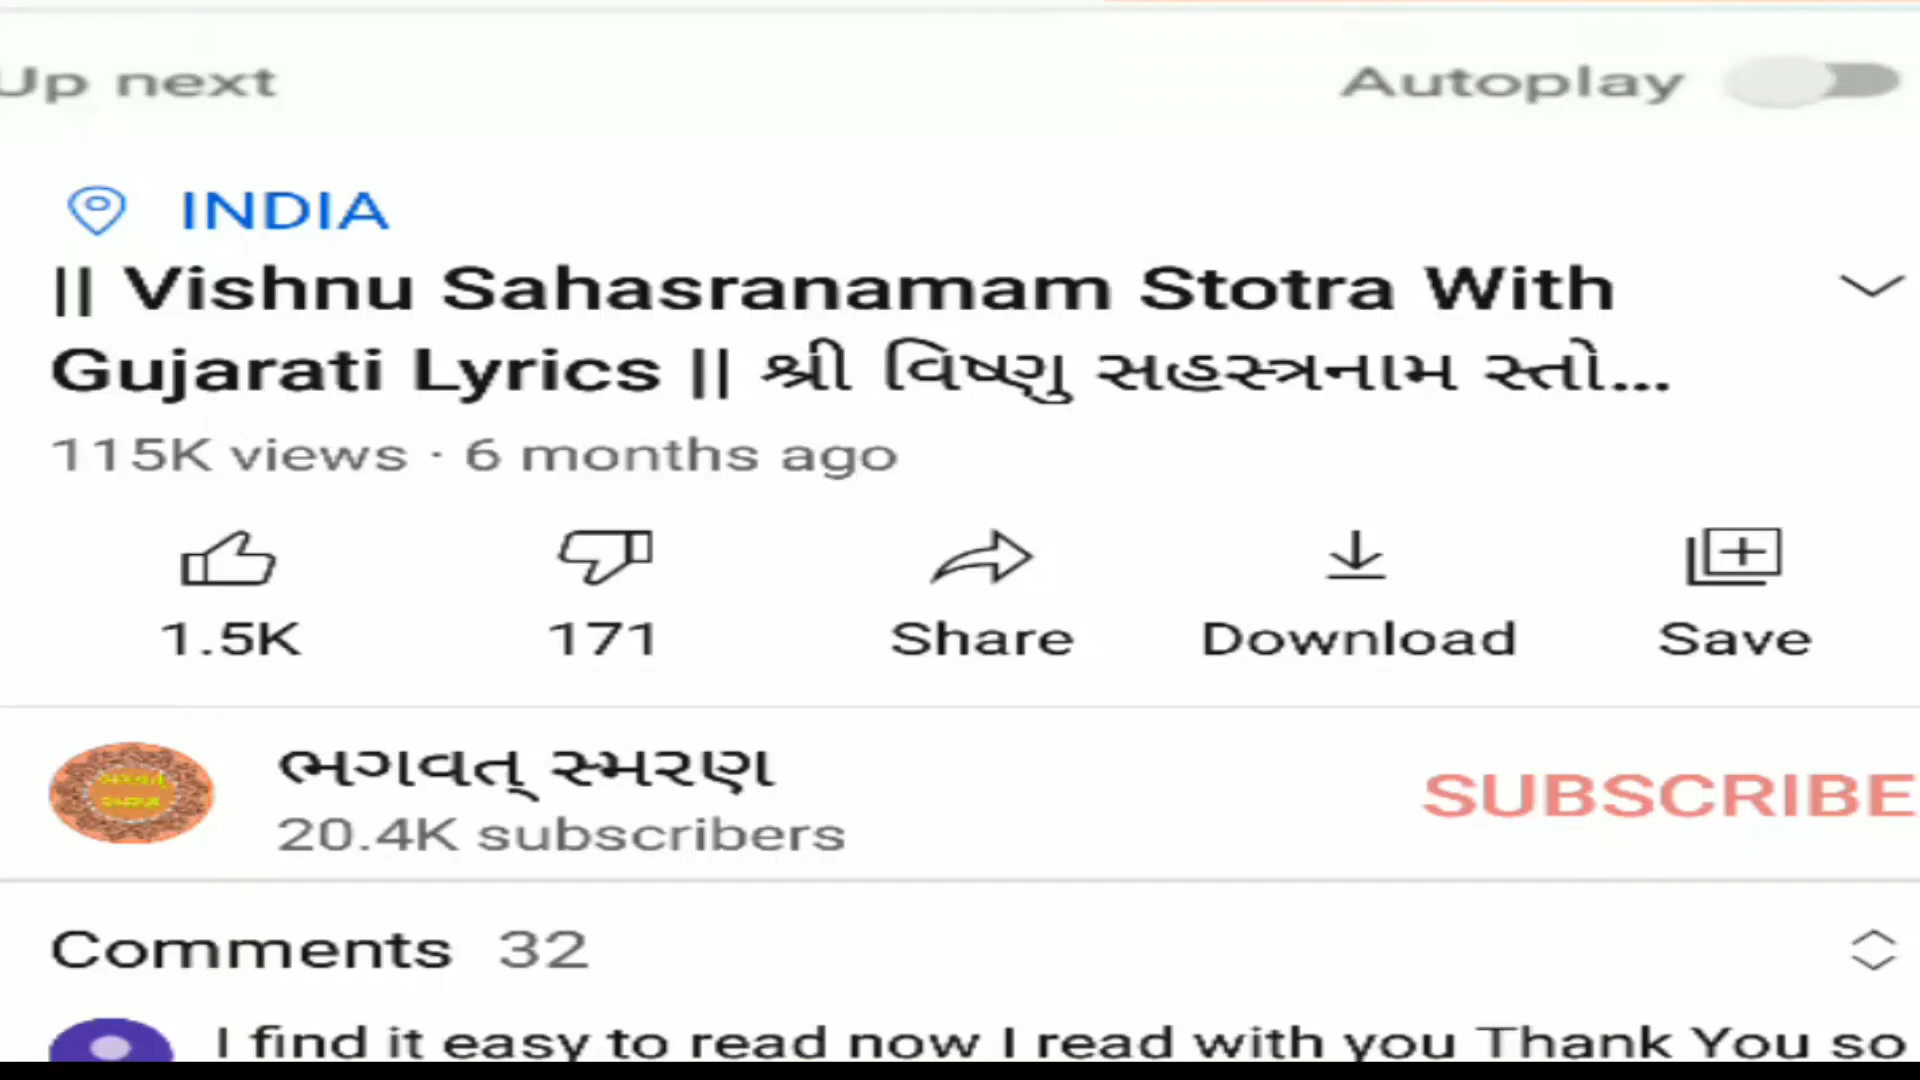 Up next
Autoplay
INDIA
|| Vishnu Sahasranamam Stotra With
Gujarati Lyrics || શ્રી વિષ્ણુ સહસ્ત્રનામ સ્તો...
115K views · 6 months ago
1.5K 171 Share Download Save
ભગવત્ સ્મરણ
SUBSCRIBE
20.4K subscribers
Comments 32
I find it easy to read now I read with you Thank You so